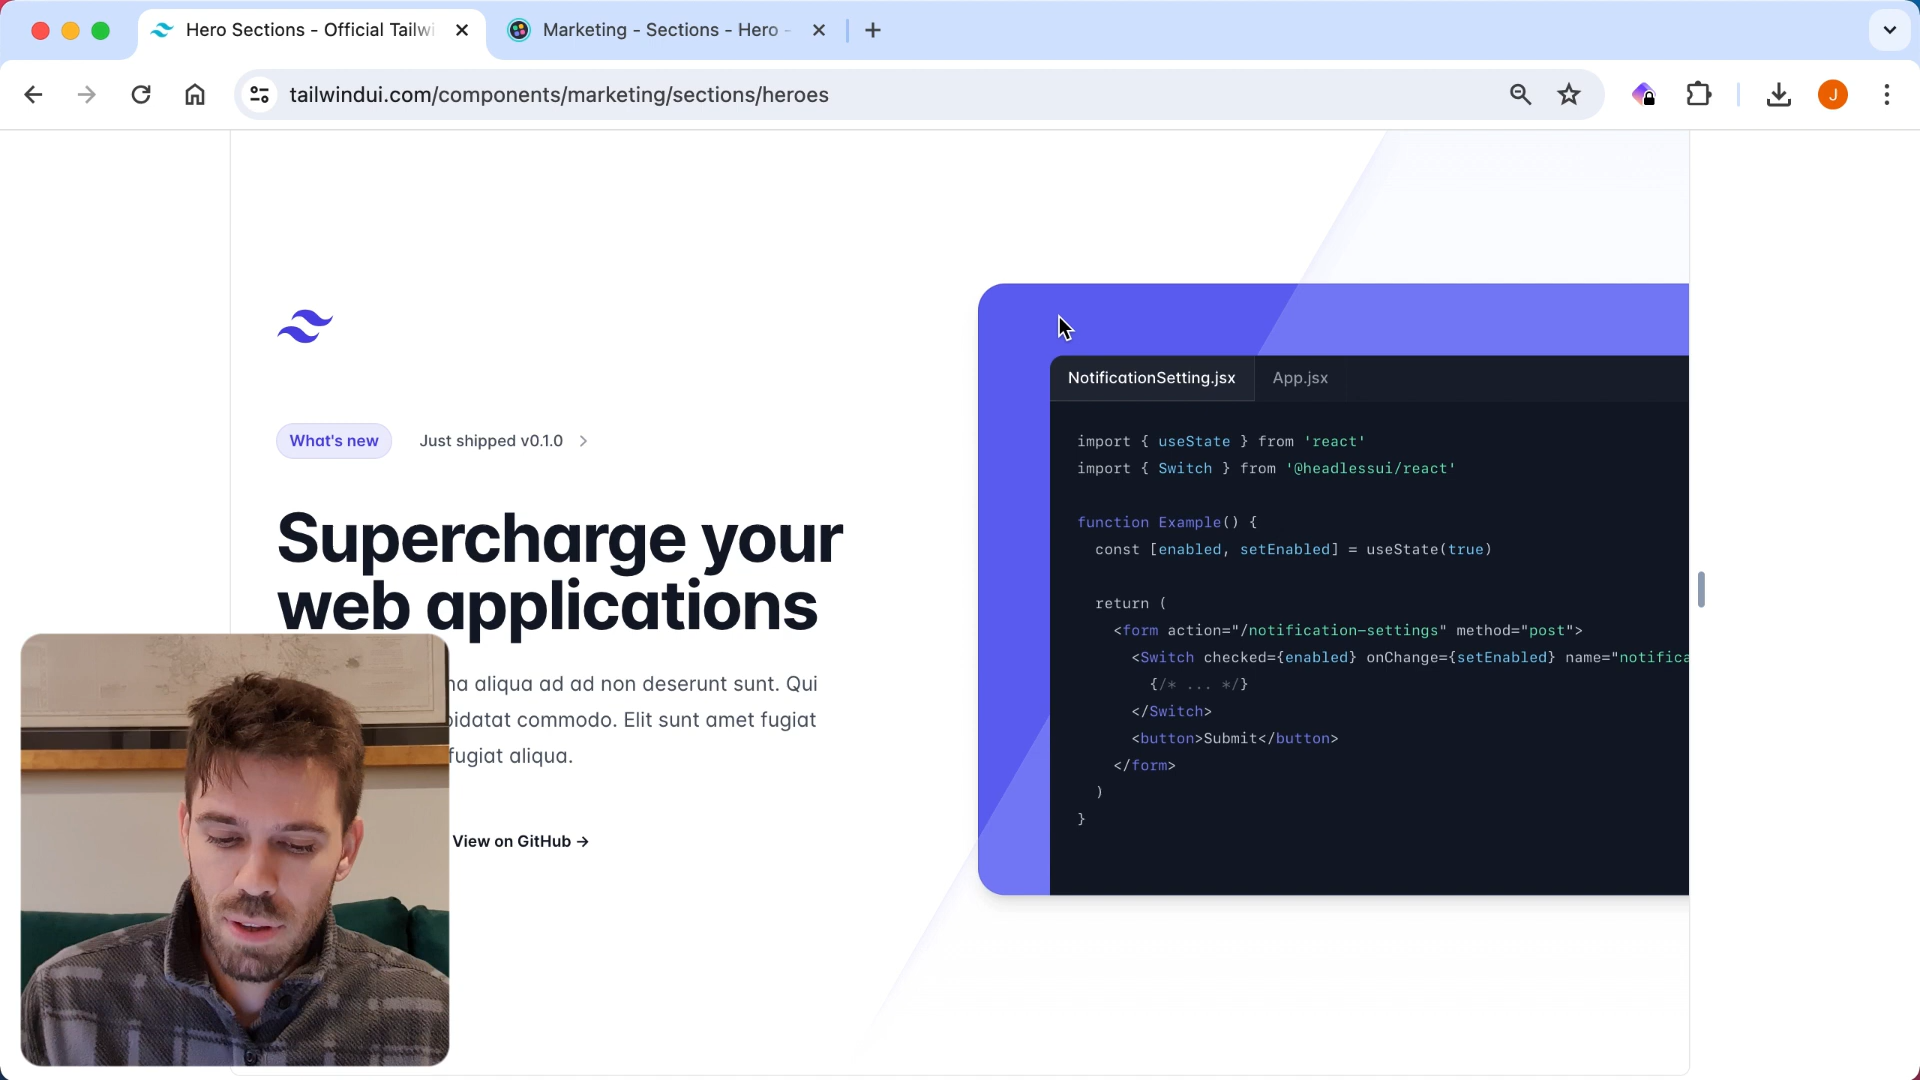 Hero Sections - Official Tailwi
Marketing - Sections - Hero -
tailwindui.com/components/marketing/sections/heroes
J
What's new
Just shipped v0.1.0
Supercharge your
web applications
na aliqua ad ad non deserunt sunt. Qui
pidatat commodo. Elit sunt amet fugiat
fugiat aliqua.
View on GitHub →
NotificationSetting.jsx
App.jsx
import { useState } from 'react'
import { Switch } from '@headlessui/react'
function Example() {
const [enabled, setEnabled] = useState(true)
return (
<form action="/notification-settings" method="post">
<Switch checked={enabled} onChange={setEnabled} name="notifica
{/* ... */}
</Switch>
<button>Submit</button>
</form>
)
}